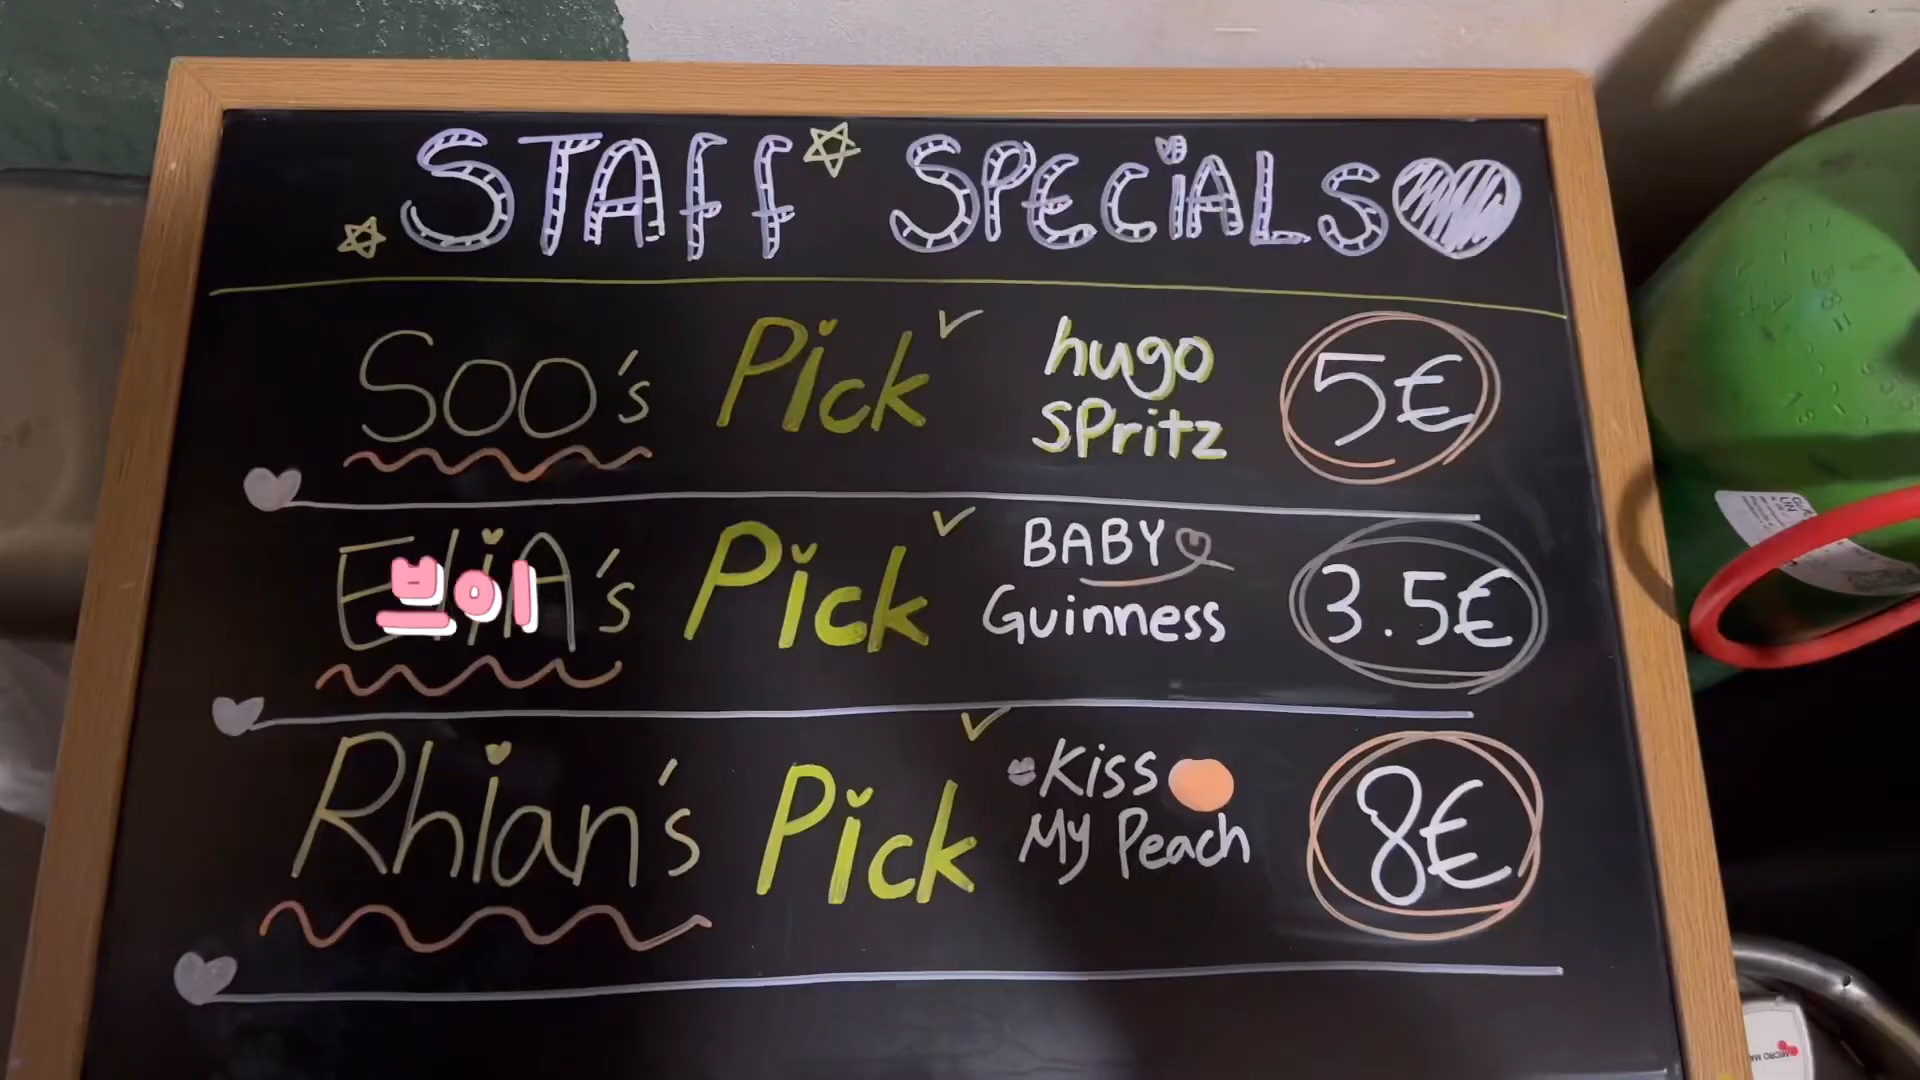 STAFF SPECiALS
Soo's Pick hugo
SPritz 5€
브이
's Pick BABY
Guinness 3.5€
Rhian's Pick Kiss
My Peach 8€